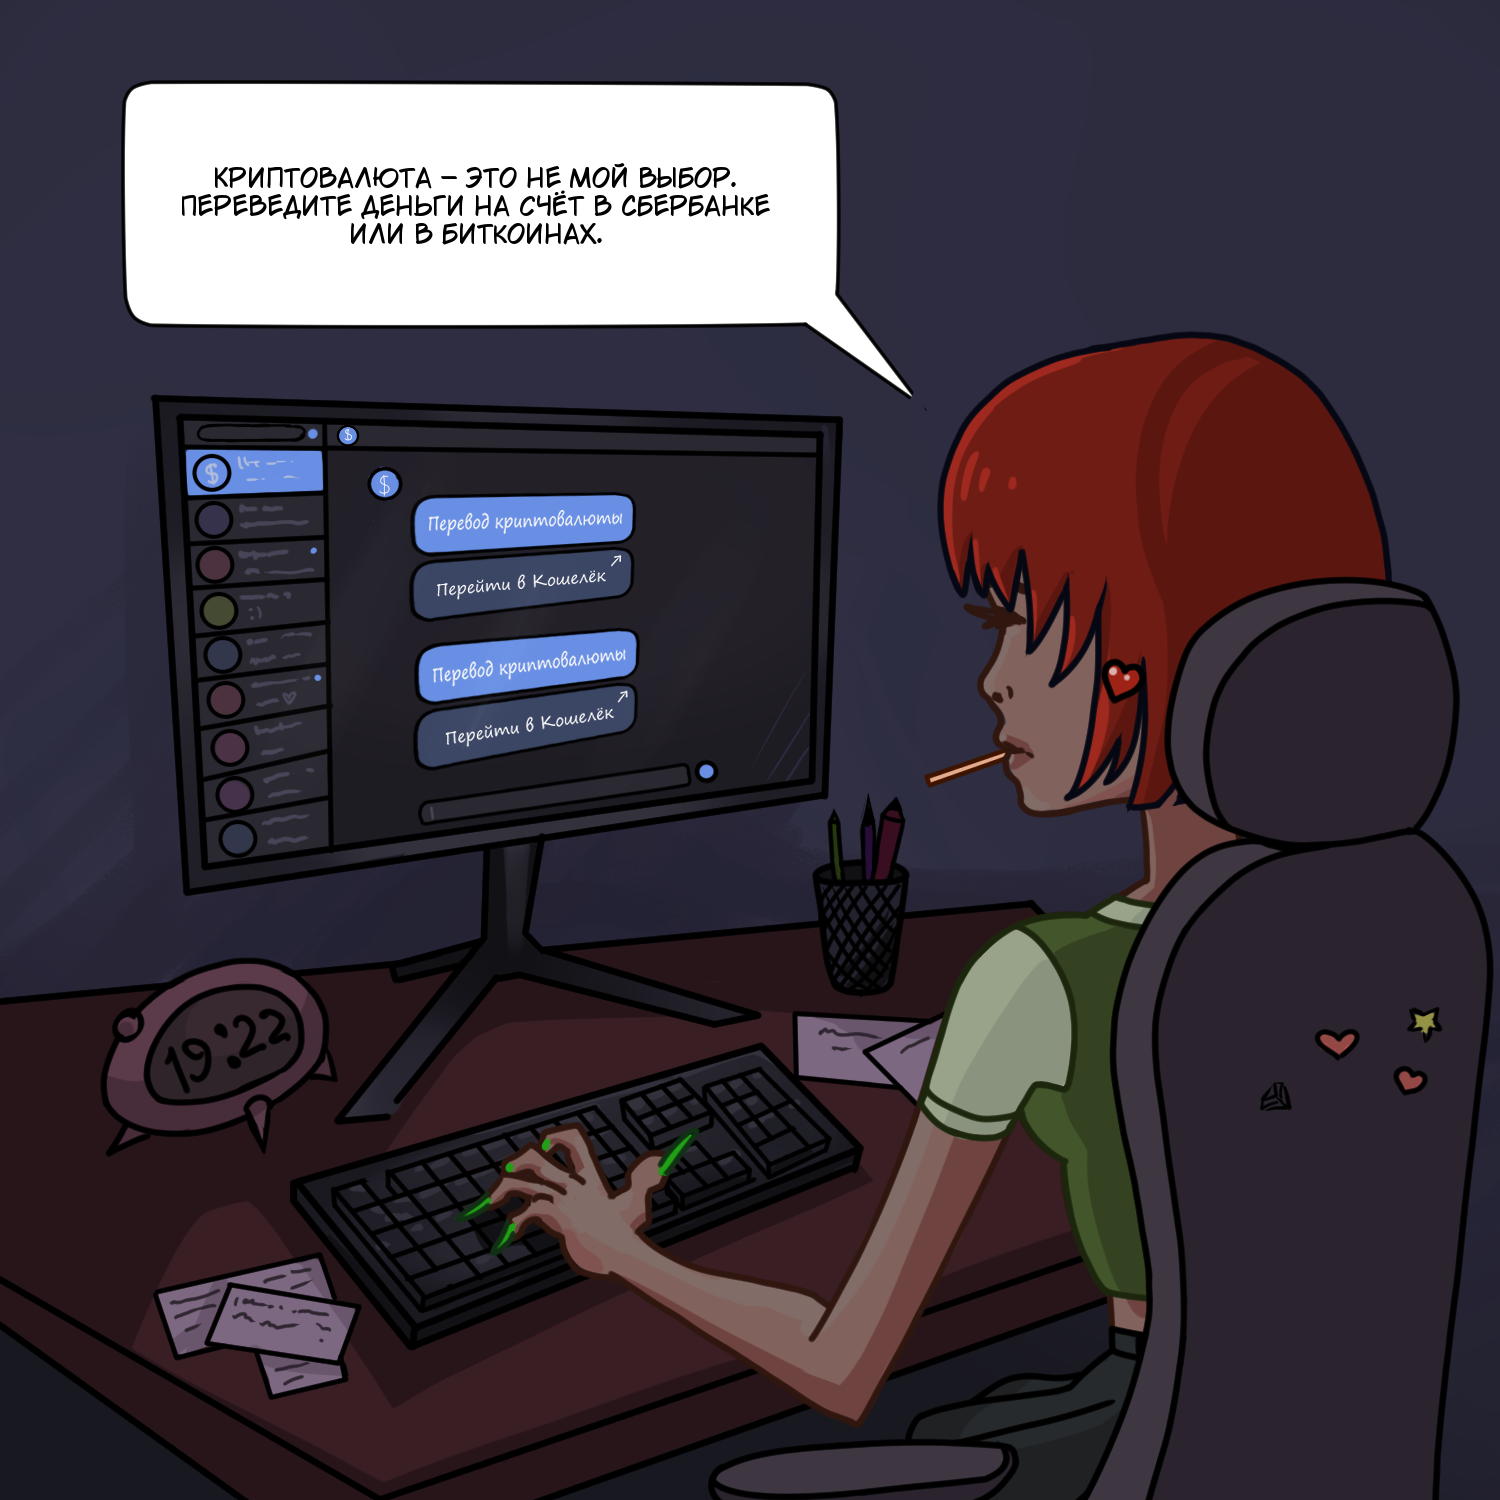 КРИПТОВАЛЮТА – ЭТО НЕ МОЙ ВЫБОР.
ПЕРЕВЕДИТЕ ДЕНЬГИ НА СЧЁТ В СБЕРБАНКЕ
ИЛИ В БИТКОИНАХ.
$
$
$
Перевод криптовалюты
Перейти в Кошелёк
:)
Перевод криптовалюты
Перейти в Кошелёк
19:22